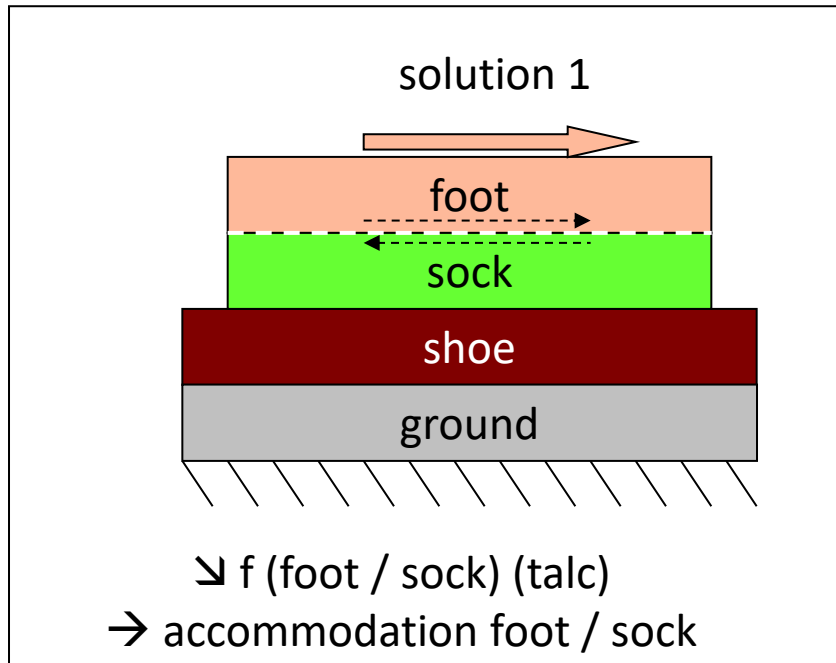 solution 1
foot
sock
shoe
ground
↘ f (foot / sock) (talc)
→ accommodation foot / sock